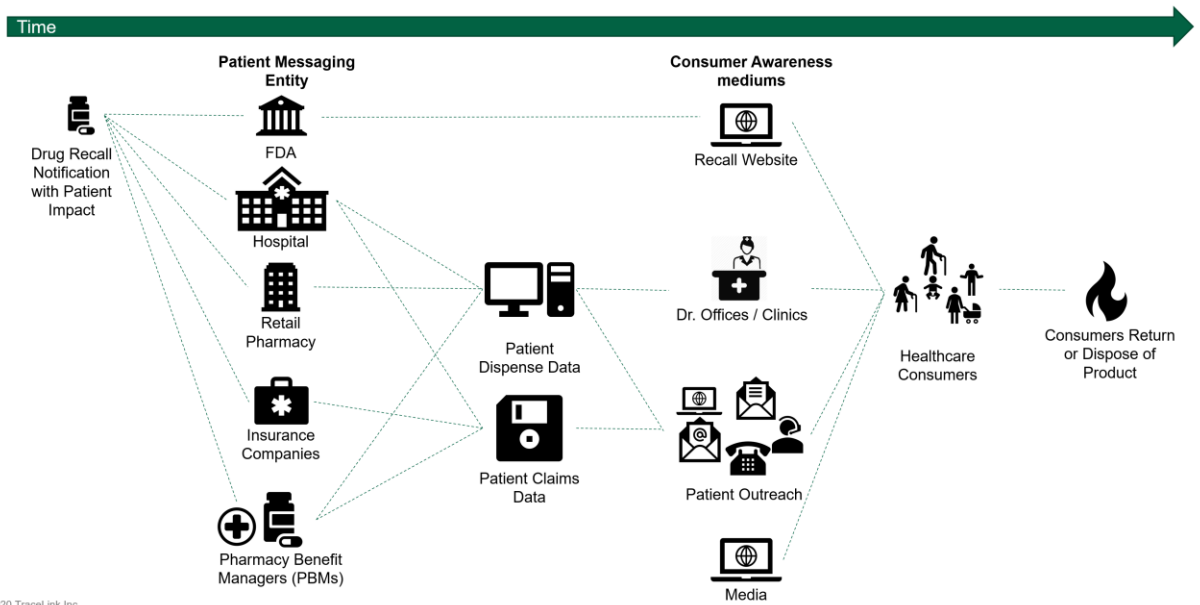 Time
Patient Messaging
Entity
Consumer Awareness
mediums
Drug Recall
Notification
with Patient
Impact
FDA
Recall Website
Hospital
Retail
Pharmacy
Patient
Dispense Data
Dr. Offices / Clinics
Healthcare
Consumers
Consumers Return
or Dispose of
Product
Insurance
Companies
Patient Claims
Data
@
Patient Outreach
Pharmacy Benefit
Managers (PBMs)
Media